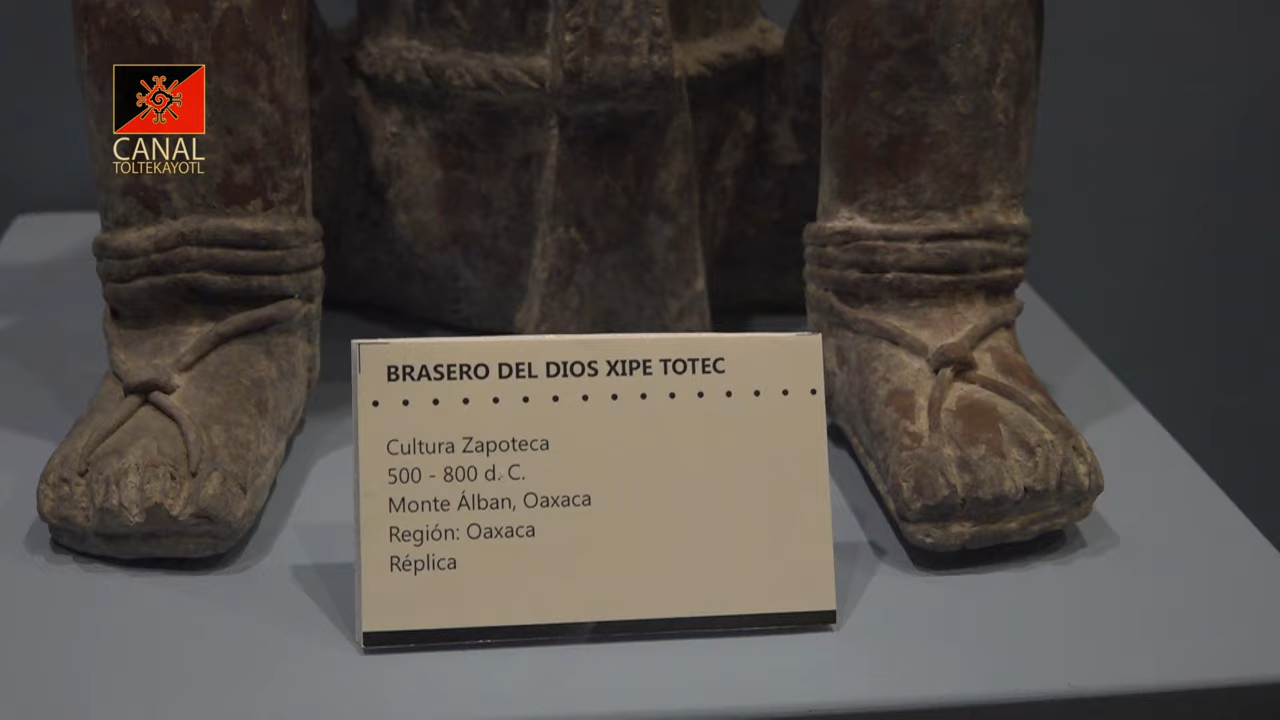 CANAL
TOLTEKAYOTL
BRASERO DEL DIOS XIPE TOTEC
Cultura Zapoteca
500 - 800 d. C.
Monte Álban, Oaxaca
Región: Oaxaca
Réplica